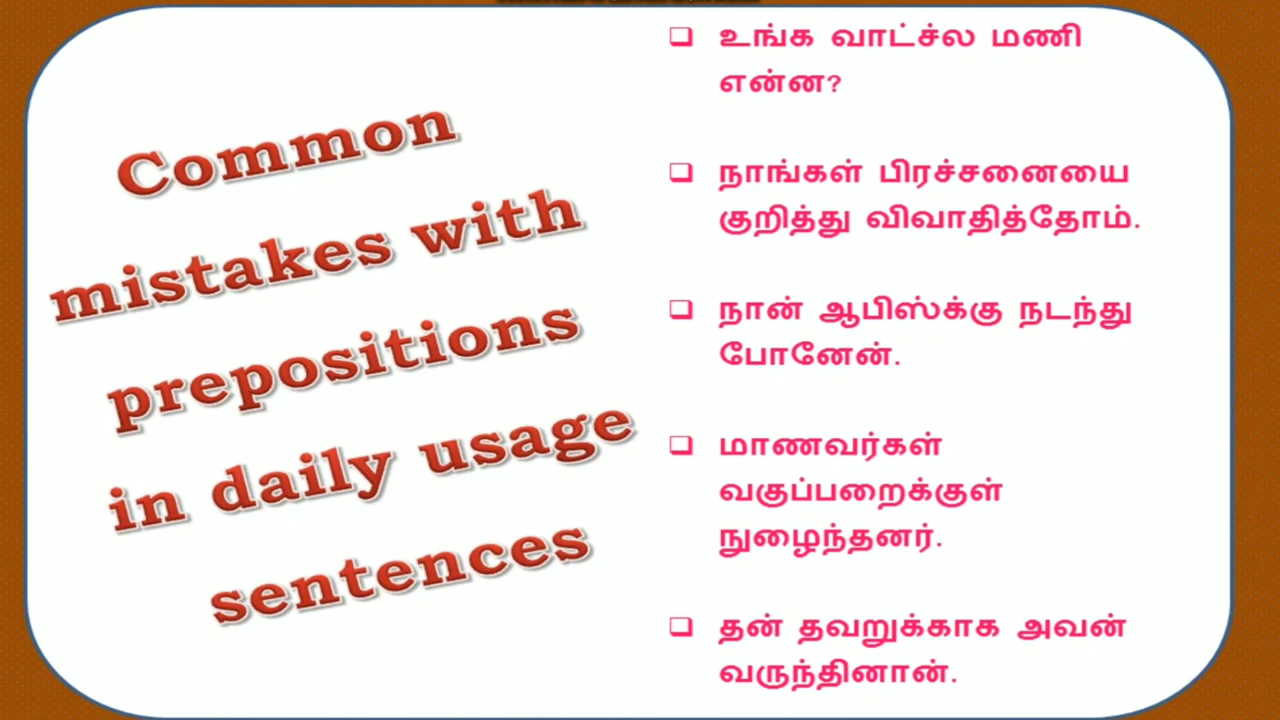 Common
mistakes with
prepositions
in daily usage
sentences
உங்க வாட்ச்ல மணி
என்ன?
நாங்கள் பிரச்சனையை
குறித்து விவாதித்தோம்.
நான் ஆபிஸ்க்கு நடந்து
போனேன்.
மாணவர்கள்
வகுப்பறைக்குள்
நுழைந்தனர்.
தன் தவறுக்காக அவன்
வருந்தினான்.